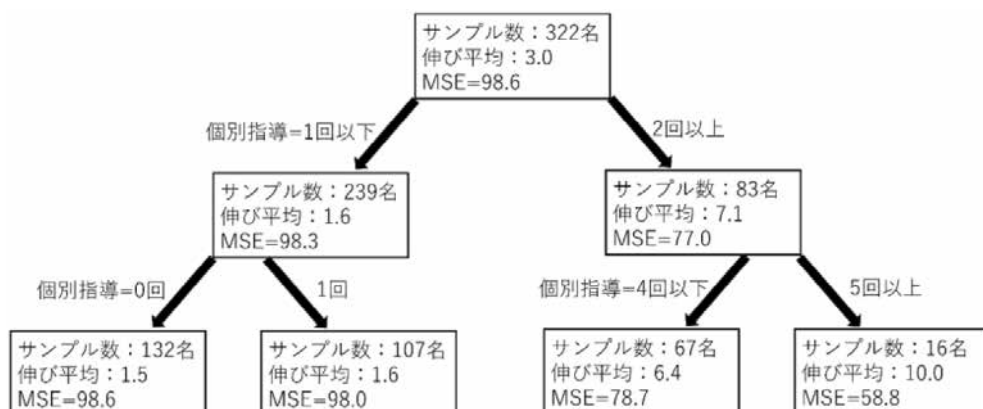 サンプル数：322名
伸び平均：3.0
MSE=98.6
個別指導=1回以下
2回以上
サンプル数：239名
伸び平均：1.6
MSE=98.3
サンプル数：83名
伸び平均：7.1
MSE=77.0
個別指導=0回
1回
個別指導=4回以下
5回以上
サンプル数：132名
伸び平均：1.5
MSE=98.6
サンプル数：107名
伸び平均：1.6
MSE=98.0
サンプル数：67名
伸び平均：6.4
MSE=78.7
サンプル数：16名
伸び平均：10.0
MSE=58.8